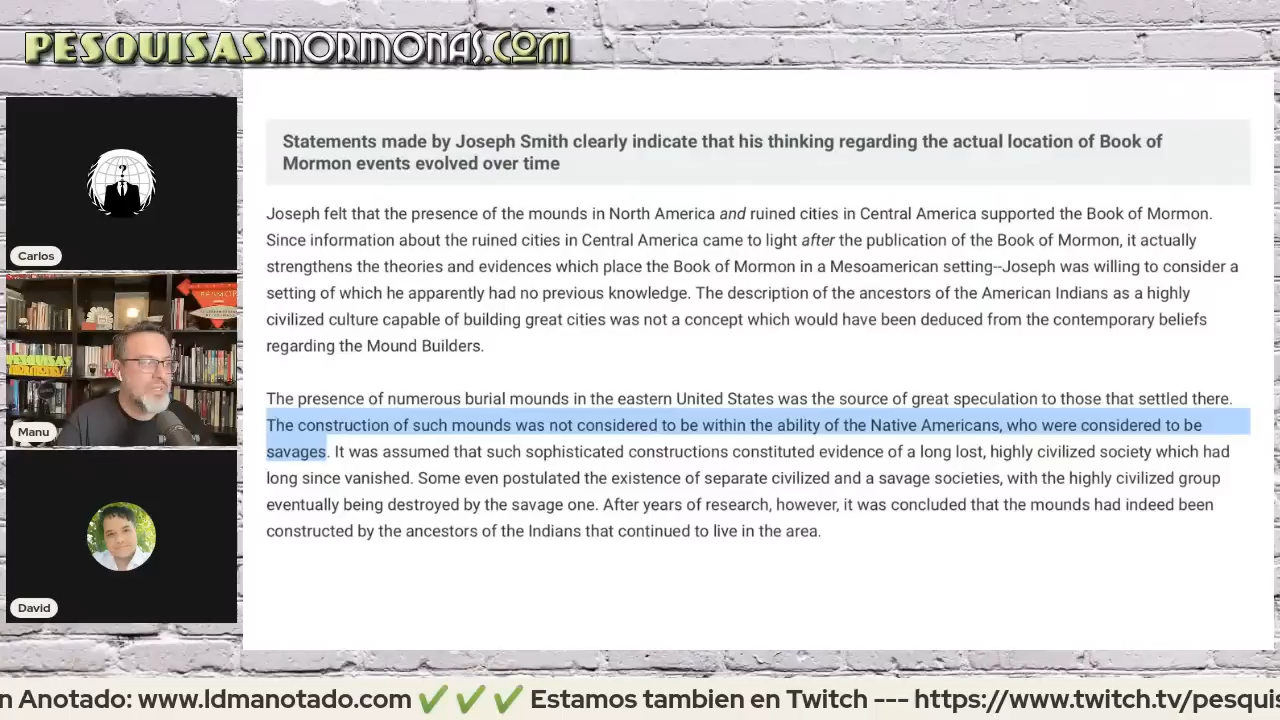 PESQUISASMORMONAS.COM
Carlos
Manu
David
Statements made by Joseph Smith clearly indicate that his thinking regarding the actual location of Book of
Mormon events evolved over time
Joseph felt that the presence of the mounds in North America and ruined cities in Central America supported the Book of Mormon.
Since information about the ruined cities in Central America came to light after the publication of the Book of Mormon, it actually
strengthens the theories and evidences which place the Book of Mormon in a Mesoamerican setting--Joseph was willing to consider a
setting of which he apparently had no previous knowledge. The description of the ancestors of the American Indians as a highly
civilized culture capable of building great cities was not a concept which would have been deduced from the contemporary beliefs
regarding the Mound Builders.
The presence of numerous burial mounds in the eastern United States was the source of great speculation to those that settled there.
The construction of such mounds was not considered to be within the ability of the Native Americans, who were considered to be
savages. It was assumed that such sophisticated constructions constituted evidence of a long lost, highly civilized society which had
long since vanished. Some even postulated the existence of separate civilized and a savage societies, with the highly civilized group
eventually being destroyed by the savage one. After years of research, however, it was concluded that the mounds had indeed been
constructed by the ancestors of the Indians that continued to live in the area.
n Anotado: www.ldmanotado.com ✅ ✅ ✅ Estamos tambien en Twitch --- https://www.twitch.tv/pesquis